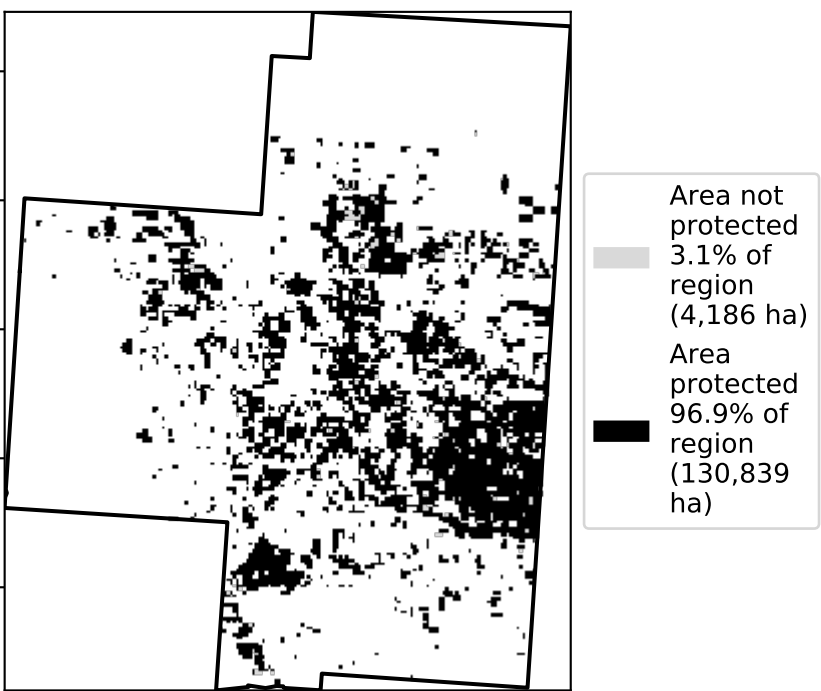 Area not
protected
3.1% of
region
(4,186 ha)
Area
protected
96.9% of
region
(130,839
ha)